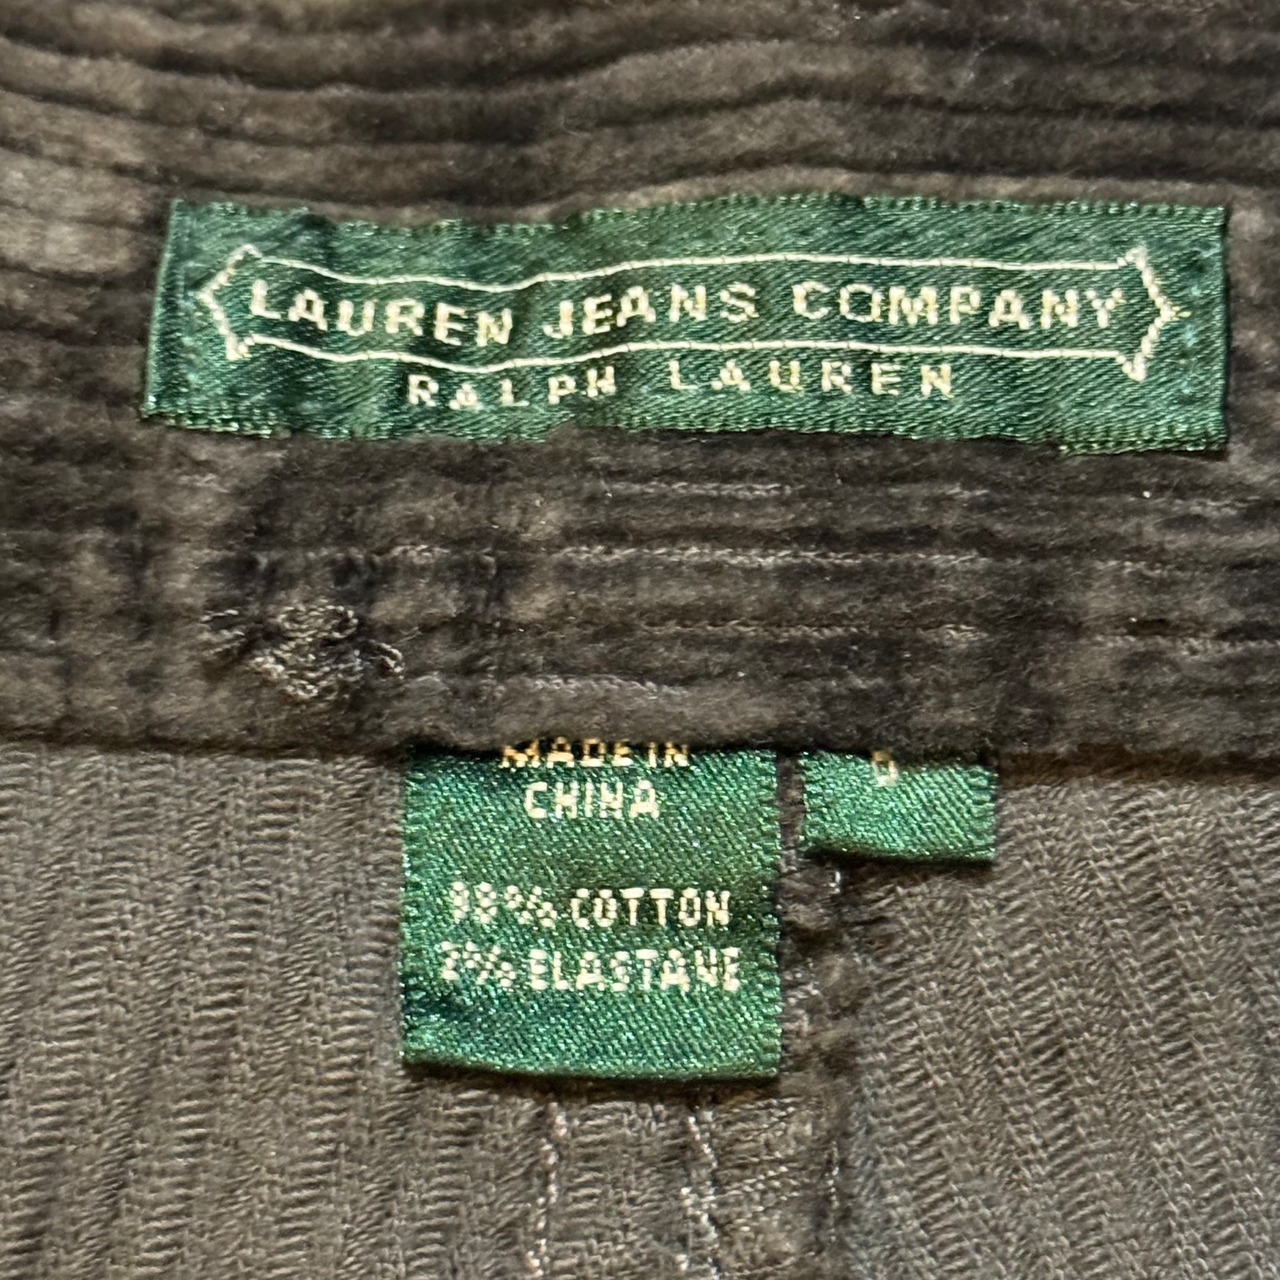 LAUREN JEANS COMPANY
RALPH LAUREN
MADE IN
CHINA
98% COTTON
2% ELASTANE